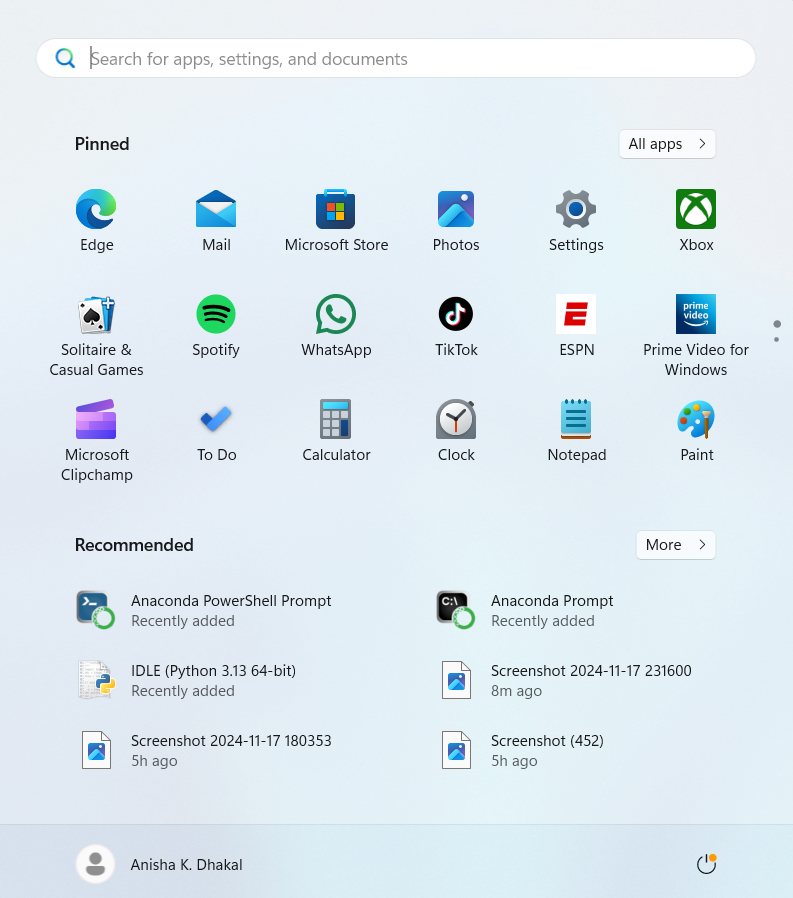 Search for apps, settings, and documents
Pinned
All apps
Edge
Mail
Microsoft Store
Photos
Settings
Xbox
prime
video
Solitaire &
Casual Games
Spotify
WhatsApp
TikTok
ESPN
Prime Video for
Windows
Microsoft
Clipchamp
To Do
Calculator
Clock
Notepad
Paint
Recommended
More
Anaconda PowerShell Prompt
Recently added
C:\
Anaconda Prompt
Recently added
IDLE (Python 3.13 64-bit)
Recently added
Screenshot 2024-11-17 231600
8m ago
Screenshot 2024-11-17 180353
5h ago
Screenshot (452)
5h ago
Anisha K. Dhakal